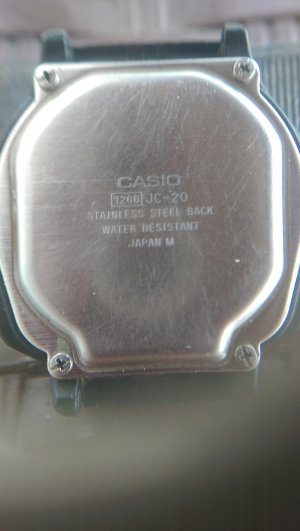 CASIO
1266 JC-20
STAINLESS STEEL BACK
WATER RESISTANT
JAPAN M